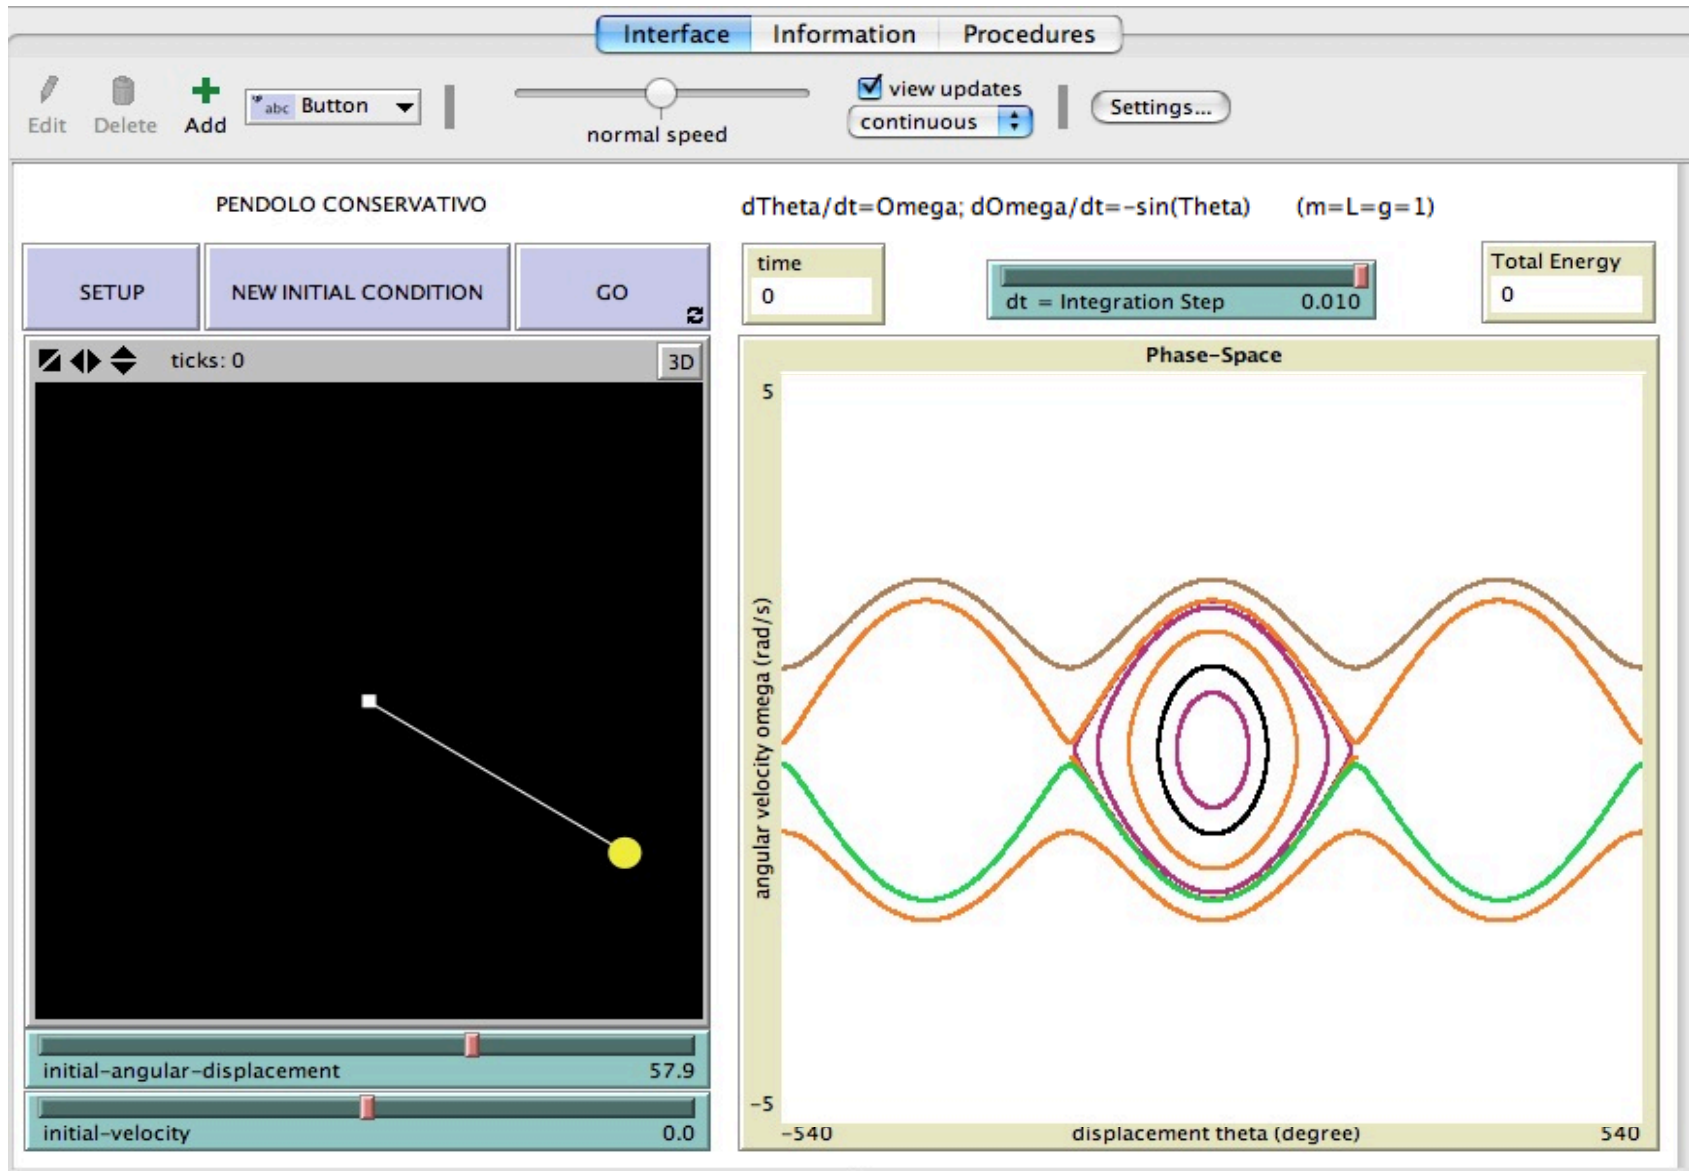 Interface Information Procedures
Edit Delete Add abc Button normal speed view updates continuous Settings...
PENDOLO CONSERVATIVO
dTheta/dt=Omega; dOmega/dt=-sin(Theta) (m=L=g=1)
SETUP NEW INITIAL CONDITION GO
time
0
dt = Integration Step 0.010
Total Energy
0
ticks: 0 3D
Phase-Space
5
angular velocity omega (rad/s)
-5
-540 displacement theta (degree) 540
initial-angular-displacement 57.9
initial-velocity 0.0